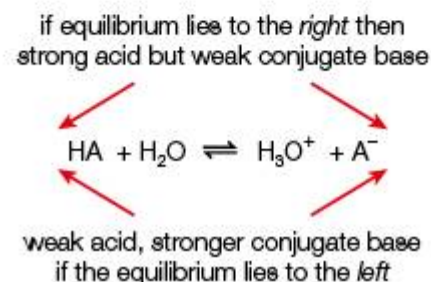 if equilibrium lies to the right then
strong acid but weak conjugate base
HA + H₂O ⇌ H₃O⁺ + A⁻
weak acid, stronger conjugate base
if the equilibrium lies to the left